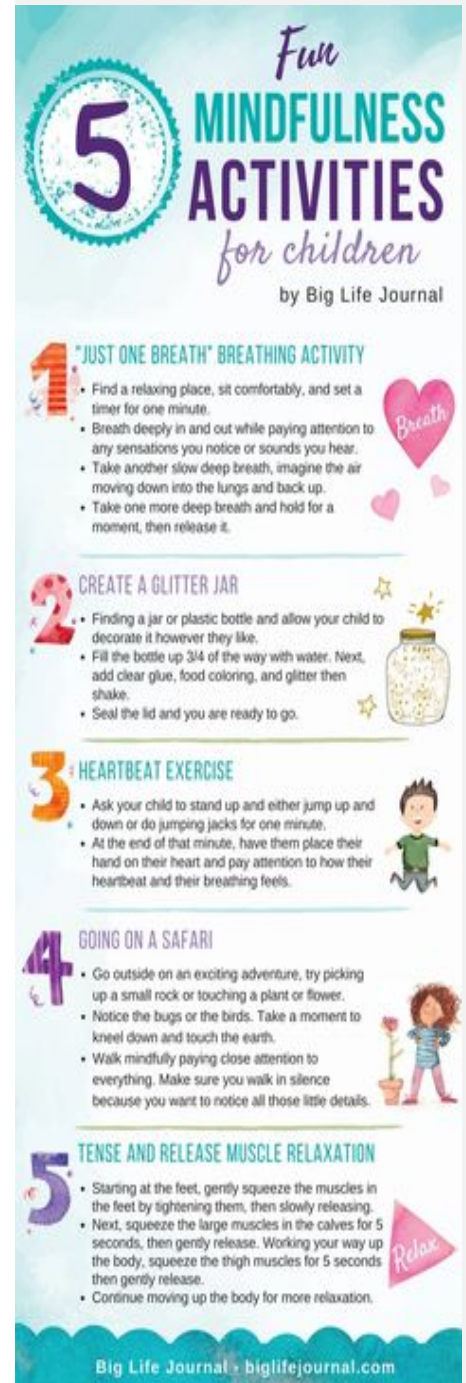 Fun
5
MINDFULNESS
ACTIVITIES
for children
by Big Life Journal
1
"JUST ONE BREATH" BREATHING ACTIVITY
• Find a relaxing place, sit comfortably, and set a
timer for one minute.
• Breath deeply in and out while paying attention to
any sensations you notice or sounds you hear.
• Take another slow deep breath, imagine the air
moving down into the lungs and back up.
• Take one more deep breath and hold for a
moment, then release it.
Breath
2
CREATE A GLITTER JAR
• Finding a jar or plastic bottle and allow your child to
decorate it however they like.
• Fill the bottle up 3/4 of the way with water. Next,
add clear glue, food coloring, and glitter then
shake.
• Seal the lid and you are ready to go.
3
HEARTBEAT EXERCISE
• Ask your child to stand up and either jump up and
down or do jumping jacks for one minute.
• At the end of that minute, have them place their
hand on their heart and pay attention to how their
heartbeat and their breathing feels.
4
GOING ON A SAFARI
• Go outside on an exciting adventure, try picking
up a small rock or touching a plant or flower.
• Notice the bugs or the birds. Take a moment to
kneel down and touch the earth.
• Walk mindfully paying close attention to
everything. Make sure you walk in silence
because you want to notice all those little details.
5
TENSE AND RELEASE MUSCLE RELAXATION
• Starting at the feet, gently squeeze the muscles in
the feet by tightening them, then slowly releasing.
• Next, squeeze the large muscles in the calves for 5
seconds, then gently release. Working your way up
the body, squeeze the thigh muscles for 5 seconds
then gently release.
• Continue moving up the body for more relaxation.
Relax
Big Life Journal - biglifejournal.com